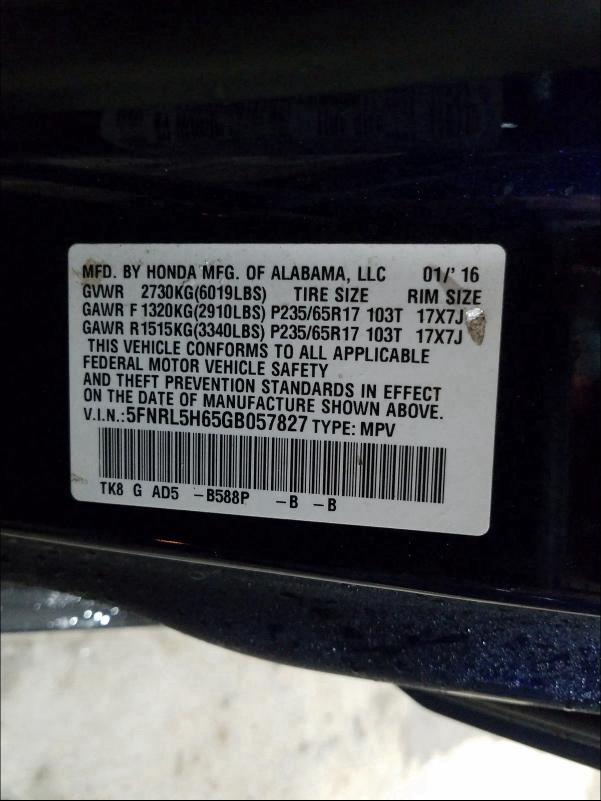 MFD. BY HONDA MFG. OF ALABAMA, LLC 01/' 16
GVWR 2730KG(6019LBS) TIRE SIZE RIM SIZE
GAWR F 1320KG(2910LBS) P235/65R17 103T 17X7J
GAWR R1515KG(3340LBS) P235/65R17 103T 17X7J
THIS VEHICLE CONFORMS TO ALL APPLICABLE
FEDERAL MOTOR VEHICLE SAFETY
AND THEFT PREVENTION STANDARDS IN EFFECT
ON THE DATE OF MANUFACTURE SHOWN ABOVE.
V.I.N.:5FNRL5H65GB057827 TYPE: MPV
TK8 G AD5 -B588P -B -B